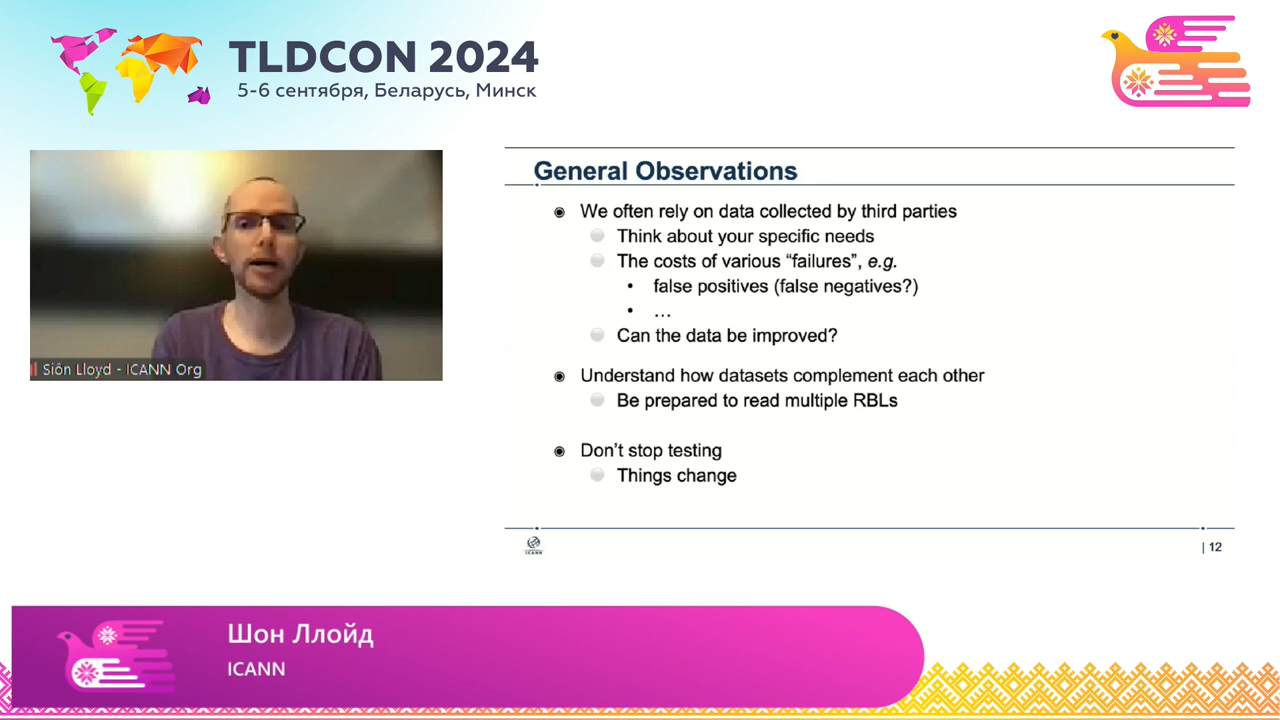 TLDCON 2024
5-6 сентября, Беларусь, Минск
Siôn Lloyd - ICANN Org
General Observations
We often rely on data collected by third parties
Think about your specific needs
The costs of various “failures”, e.g.
false positives (false negatives?)
…
Can the data be improved?
Understand how datasets complement each other
Be prepared to read multiple RBLs
Don’t stop testing
Things change
ICANN
| 12
Шон Ллойд
ICANN